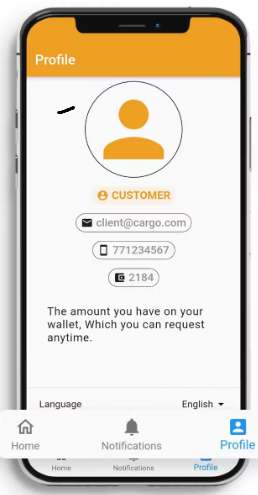 Profile
CUSTOMER
client@cargo.com
771234567
2184
The amount you have on your
wallet, Which you can request
anytime.
Language English
Home Notifications Profile
Home Notifications Profile